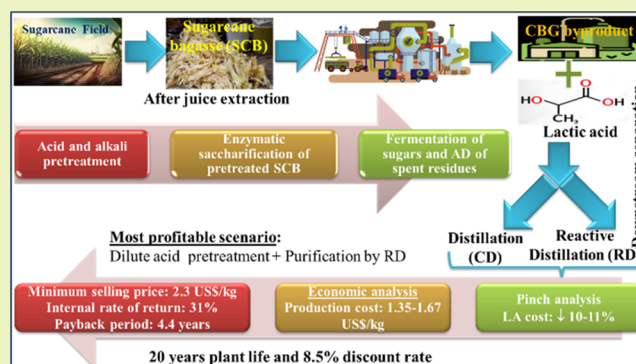 Sugarcane Field
Sugarcane
bagasse (SCB)
CBG byproduct
After juice extraction
HO
O
OH
CH3
Lactic acid
Acid and alkali
pretreatment
Enzymatic
saccharification of
pretreated SCB
Fermentation of
sugars and AD of
spent residues
Most profitable scenario:
Dilute acid pretreatment + Purification by RD
Distillation
(CD)
Reactive
Distillation (RD)
Minimum selling price: 2.3 US$/kg
Internal rate of return: 31%
Payback period: 4.4 years
Economic analysis
Production cost: 1.35-1.67
US$/kg
Pinch analysis
LA cost: ↓ 10-11%
20 years plant life and 8.5% discount rate